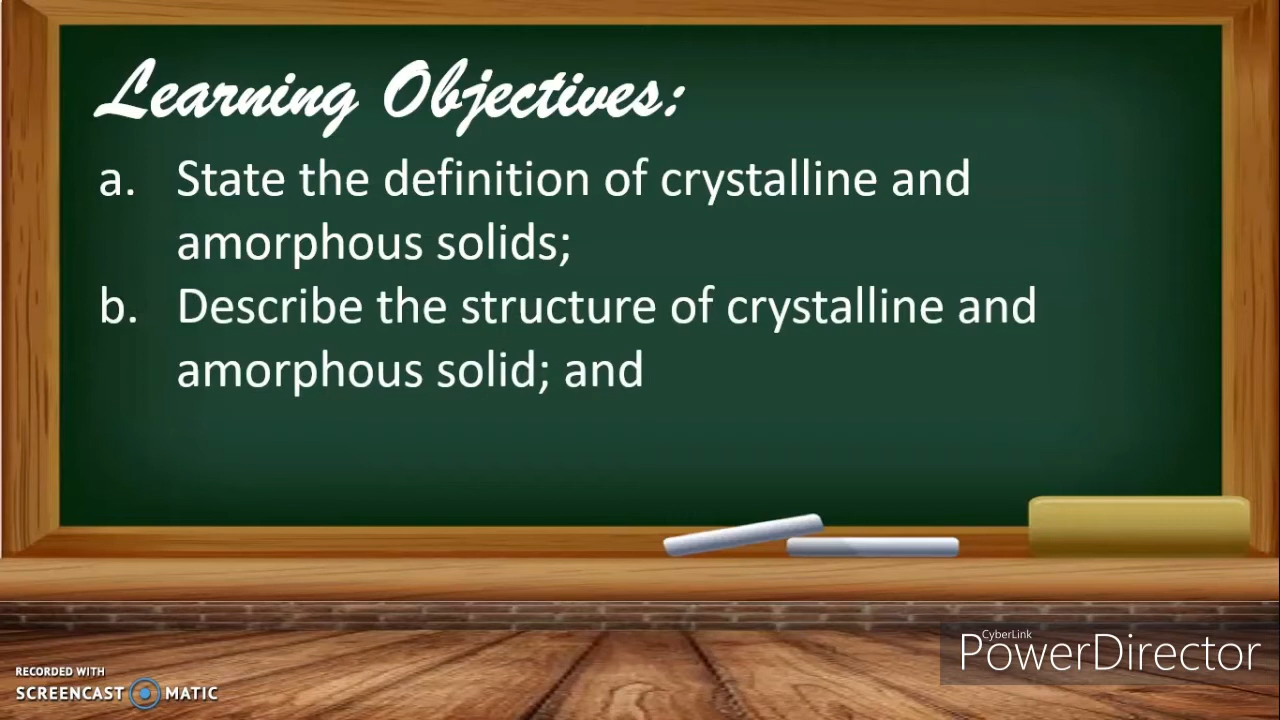 Learning Objectives:
a. State the definition of crystalline and
amorphous solids;
b. Describe the structure of crystalline and
amorphous solid; and
CyberLink
PowerDirector
RECORDED WITH
SCREENCAST MATIC